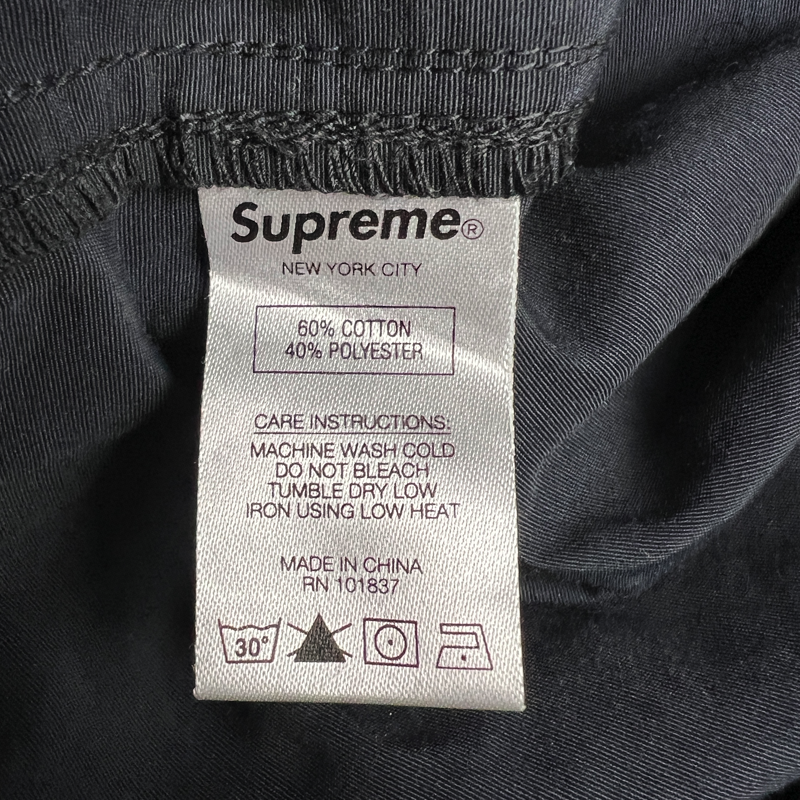 Supreme®
NEW YORK CITY
60% COTTON
40% POLYESTER
CARE INSTRUCTIONS:
MACHINE WASH COLD
DO NOT BLEACH
TUMBLE DRY LOW
IRON USING LOW HEAT
MADE IN CHINA
RN 101837
30°